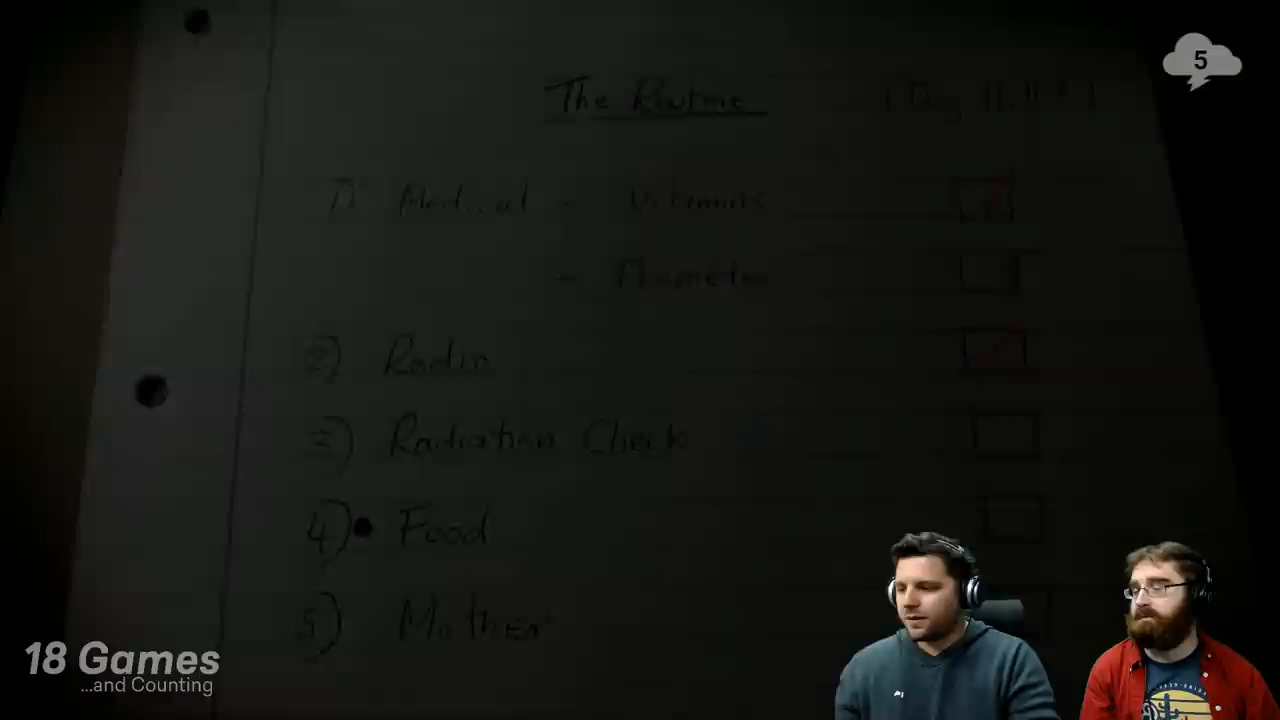 5
The Routine
1) Medical - Vitamins
2) Radio
3) Radiation Check
4) Food
5) Mother
18 Games
...and Counting